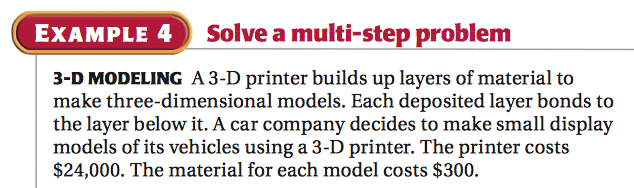 EXAMPLE 4 Solve a multi-step problem
3-D MODELING A 3-D printer builds up layers of material to
make three-dimensional models. Each deposited layer bonds to
the layer below it. A car company decides to make small display
models of its vehicles using a 3-D printer. The printer costs
$24,000. The material for each model costs $300.